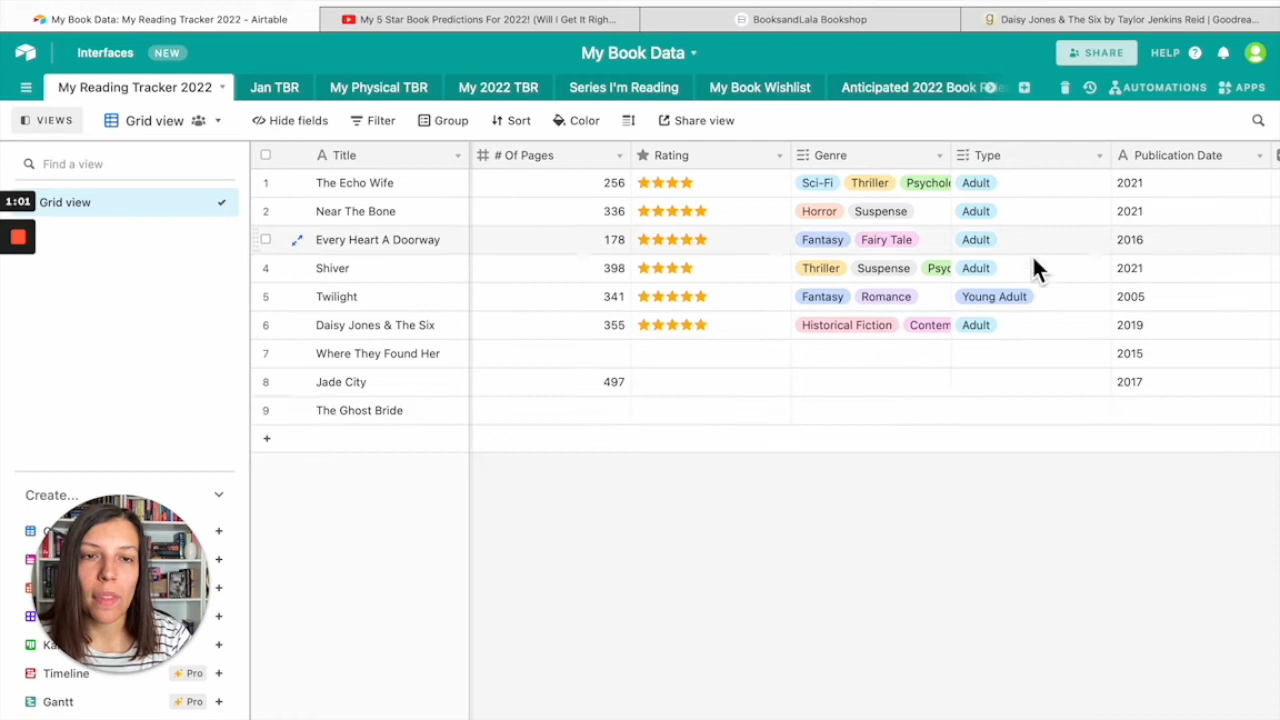 My Book Data: My Reading Tracker 2022 - Airtable
My 5 Star Book Predictions For 2022! (Will I Get It Righ...
BooksandLala Bookshop
Daisy Jones & The Six by Taylor Jenkins Reid | Goodrea...
Interfaces NEW My Book Data SHARE HELP
My Reading Tracker 2022 Jan TBR My Physical TBR My 2022 TBR Series I'm Reading My Book Wishlist Anticipated 2022 Book AUTOMATIONS APPS
VIEWS Grid view Hide fields Filter Group Sort Color Share view
Find a view
Grid view
1:01
Title # Of Pages Rating Genre Type Publication Date
1 The Echo Wife 256 Sci-Fi Thriller Psychol Adult 2021
2 Near The Bone 336 Horror Suspense Adult 2021
Every Heart A Doorway 178 Fantasy Fairy Tale Adult 2016
4 Shiver 398 Thriller Suspense Psyc Adult 2021
5 Twilight 341 Fantasy Romance Young Adult 2005
6 Daisy Jones & The Six 355 Historical Fiction Contem Adult 2019
7 Where They Found Her 2015
8 Jade City 497 2017
9 The Ghost Bride
+
Create...
Timeline Pro +
Gantt Pro +